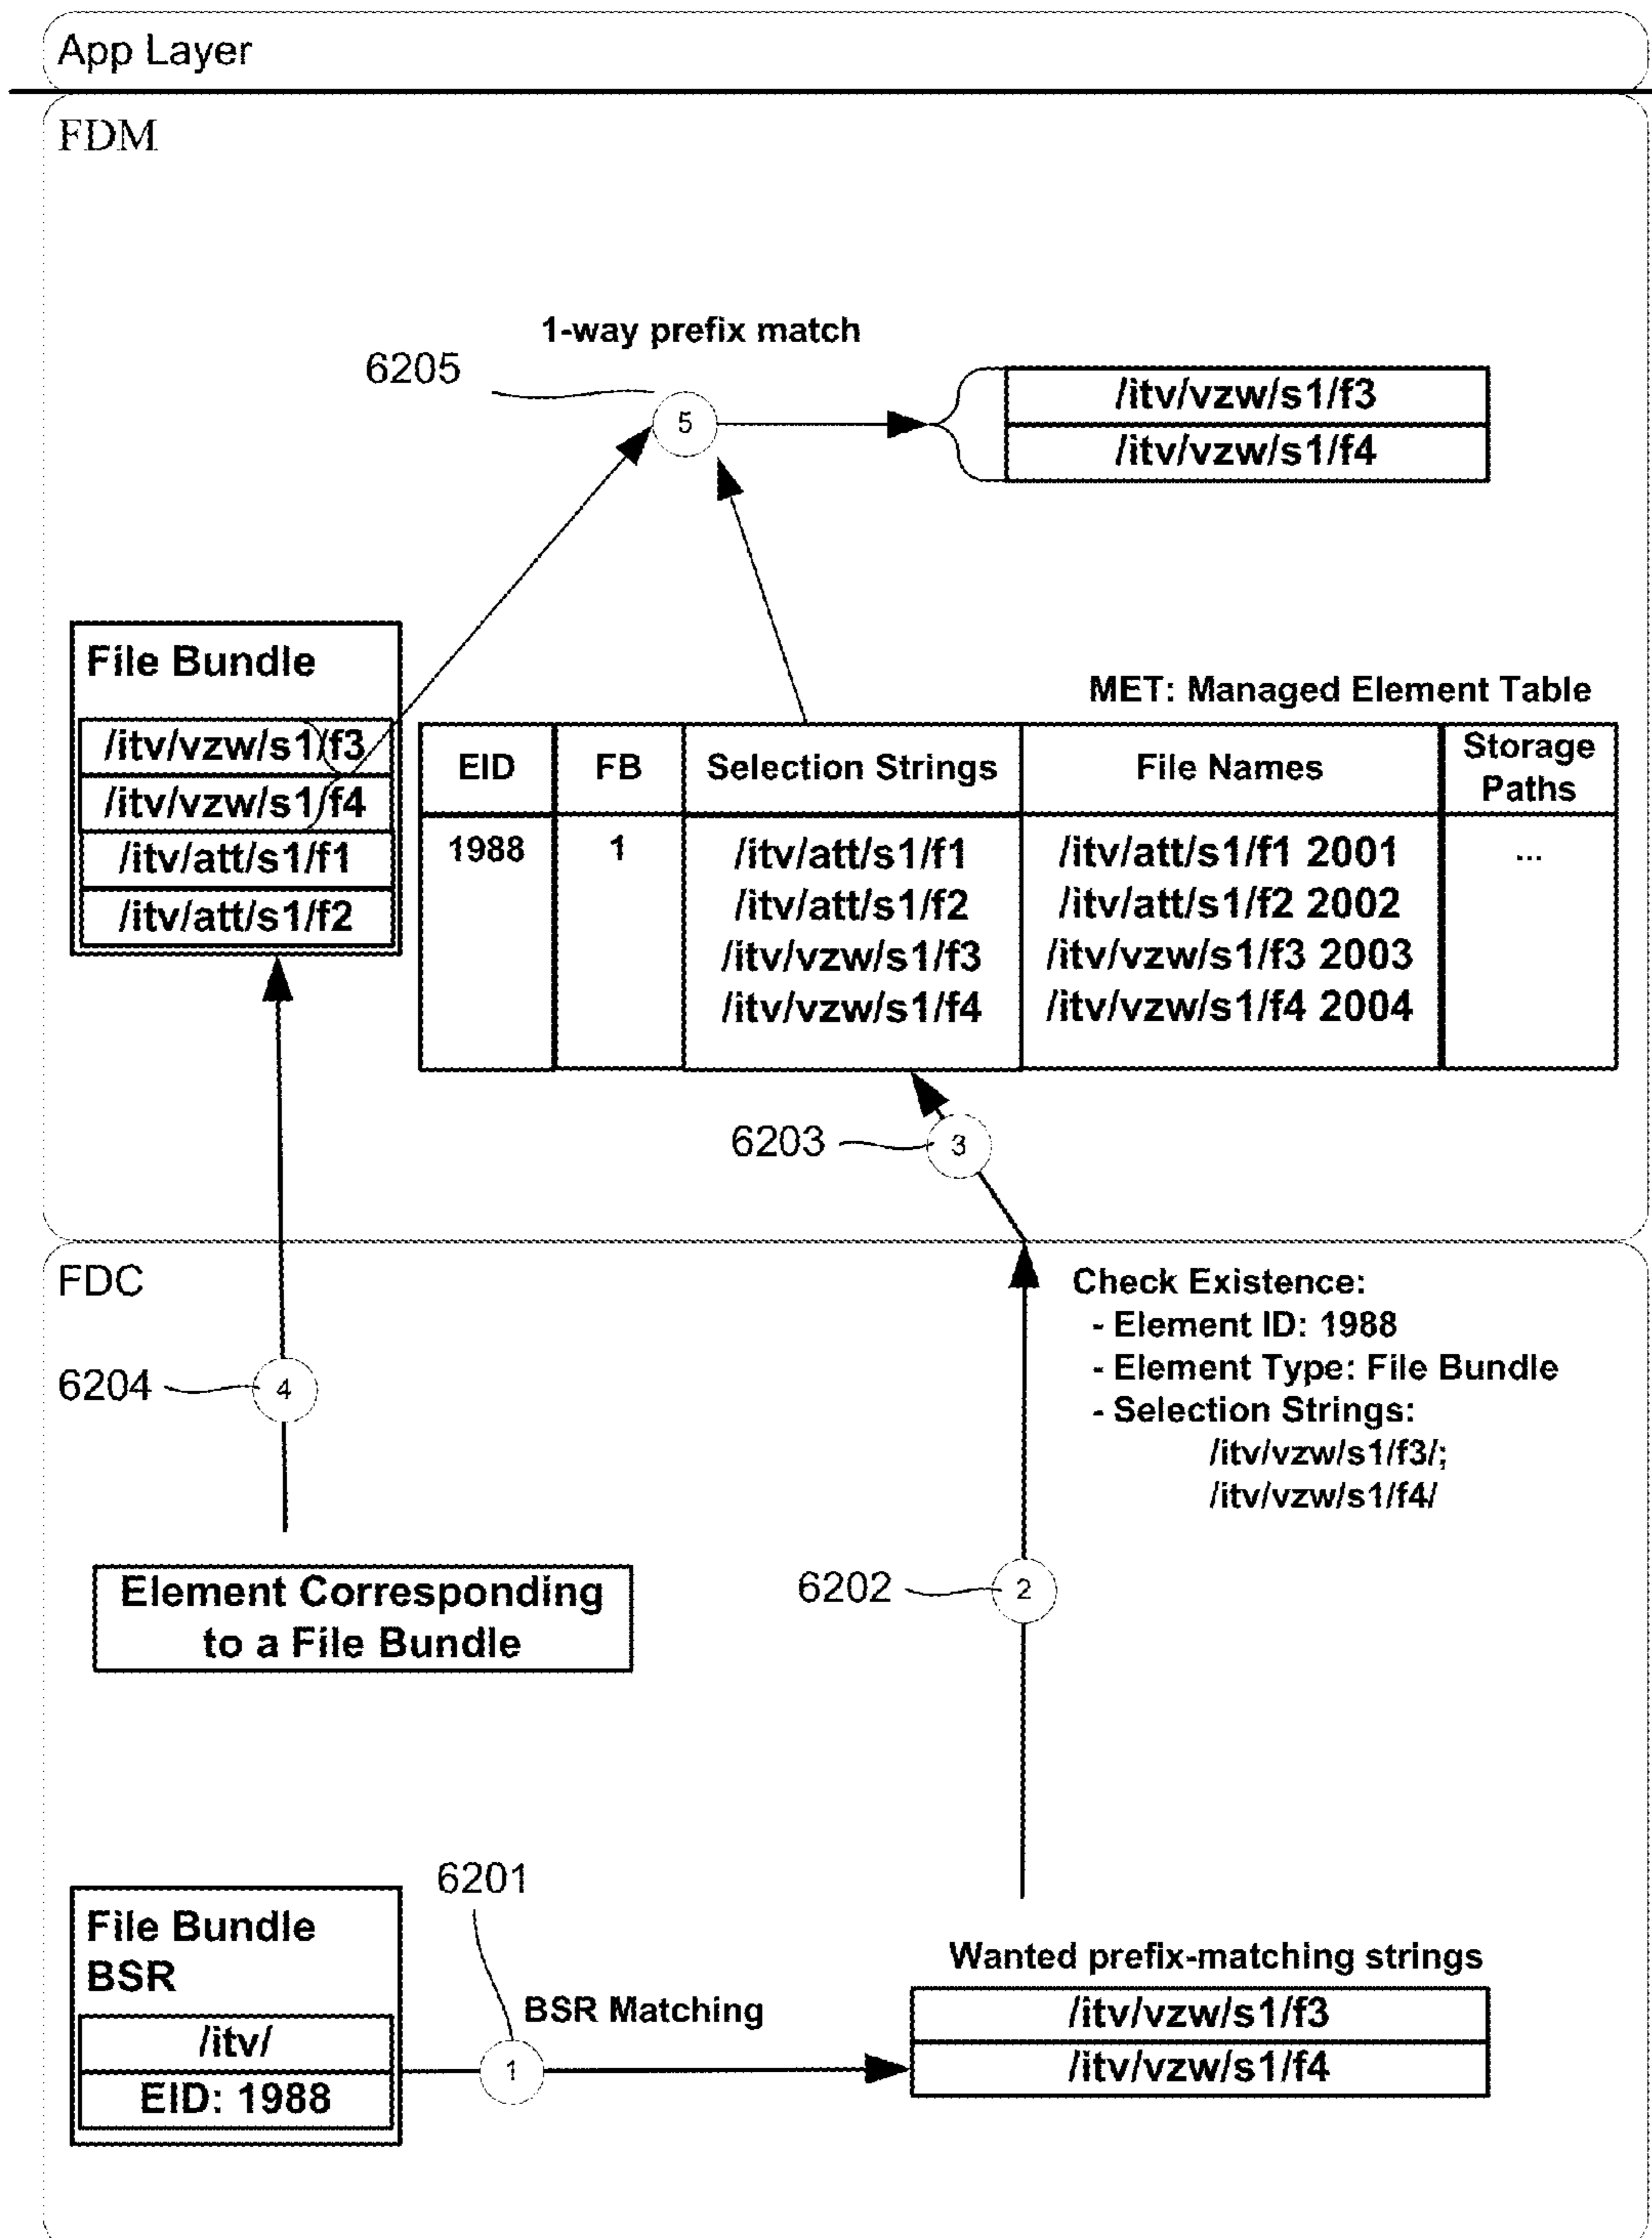 App Layer
FDM
1-way prefix match
6205
5
/itv/vzw/s1/f3
/itv/vzw/s1/f4
File Bundle
/itv/vzw/s1/f3
/itv/vzw/s1/f4
/itv/att/s1/f1
/itv/att/s1/f2
MET: Managed Element Table
EID FB Selection Strings File Names Storage Paths
1988 1 /itv/att/s1/f1 /itv/att/s1/f1 2001 ...
/itv/att/s1/f2 /itv/att/s1/f2 2002
/itv/vzw/s1/f3 /itv/vzw/s1/f3 2003
/itv/vzw/s1/f4 /itv/vzw/s1/f4 2004
6203 3
FDC
Check Existence:
- Element ID: 1988
- Element Type: File Bundle
- Selection Strings:
/itv/vzw/s1/f3/;
/itv/vzw/s1/f4/
6204 4
Element Corresponding
to a File Bundle
6202 2
6201
File Bundle
BSR
/itv/
EID: 1988
BSR Matching
1
Wanted prefix-matching strings
/itv/vzw/s1/f3
/itv/vzw/s1/f4